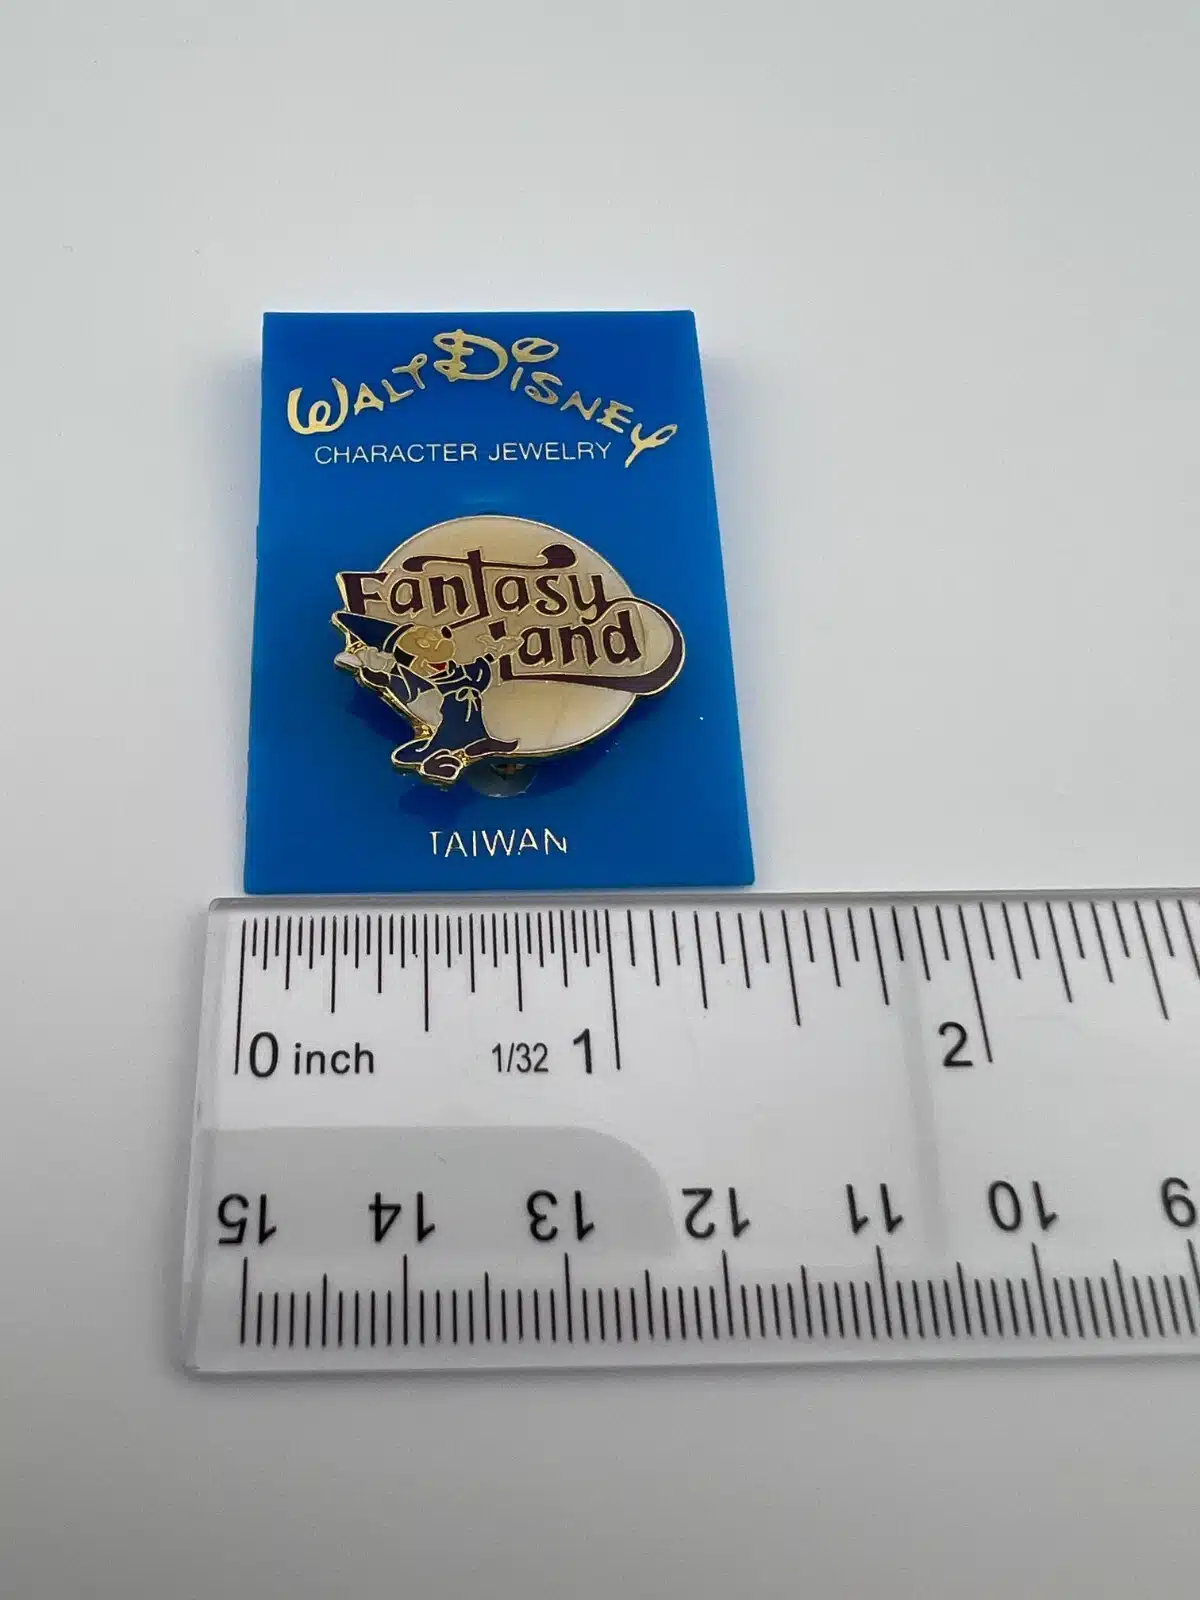 WALT DISNEY
CHARACTER JEWELRY
Fantasy
Land
TAIWAN
0 inch 1/32 1 2
15 14 13 12 11 10 9